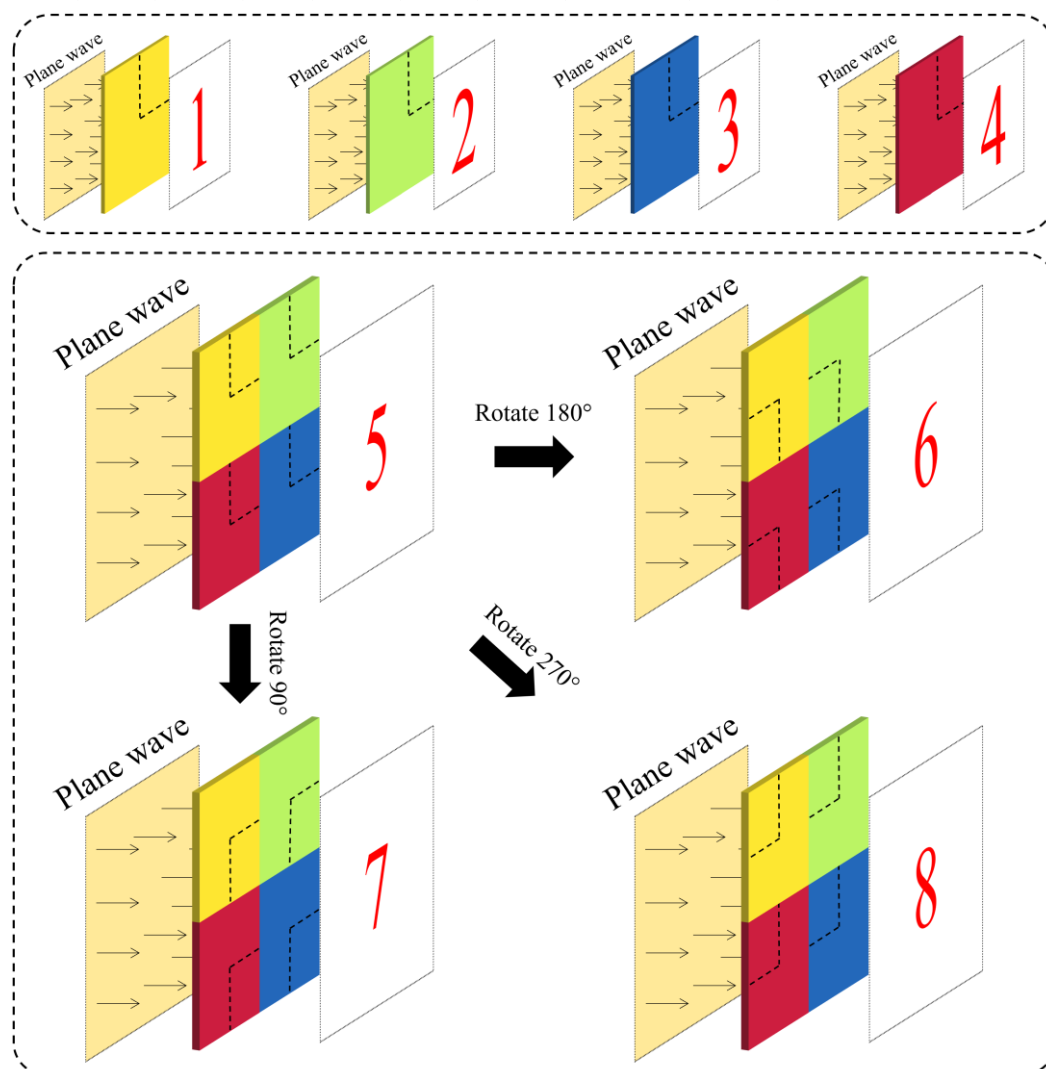 Plane wave
1
Plane wave
2
Plane wave
3
Plane wave
4
Plane wave
5
Rotate 180°
Plane wave
6
Rotate 90°
Rotate 270°
Plane wave
7
Plane wave
8